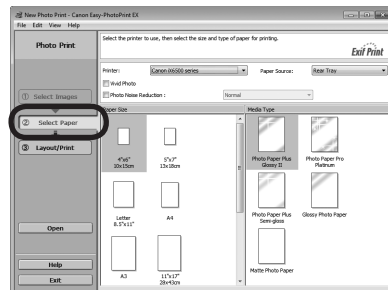 New Photo Print - Canon Easy-PhotoPrint EX
File Edit View Help
Photo Print
Select the printer to use, then select the size and type of paper for printing.
Exif Print
Printer: Canon iX6500 series Paper Source: Rear Tray
Vivid Photo
Photo Noise Reduction : Normal
① Select Images
② Select Paper
③ Layout/Print
Open
Help
Exit
Paper Size
4"x6"
10x15cm
5"x7"
13x18cm
Letter
8.5"x11"
A4
A3
11"x17"
28x43cm
Media Type
Photo Paper Plus
Glossy II
Photo Paper Pro
Platinum
Photo Paper Plus
Semi-gloss
Glossy Photo Paper
Matte Photo Paper